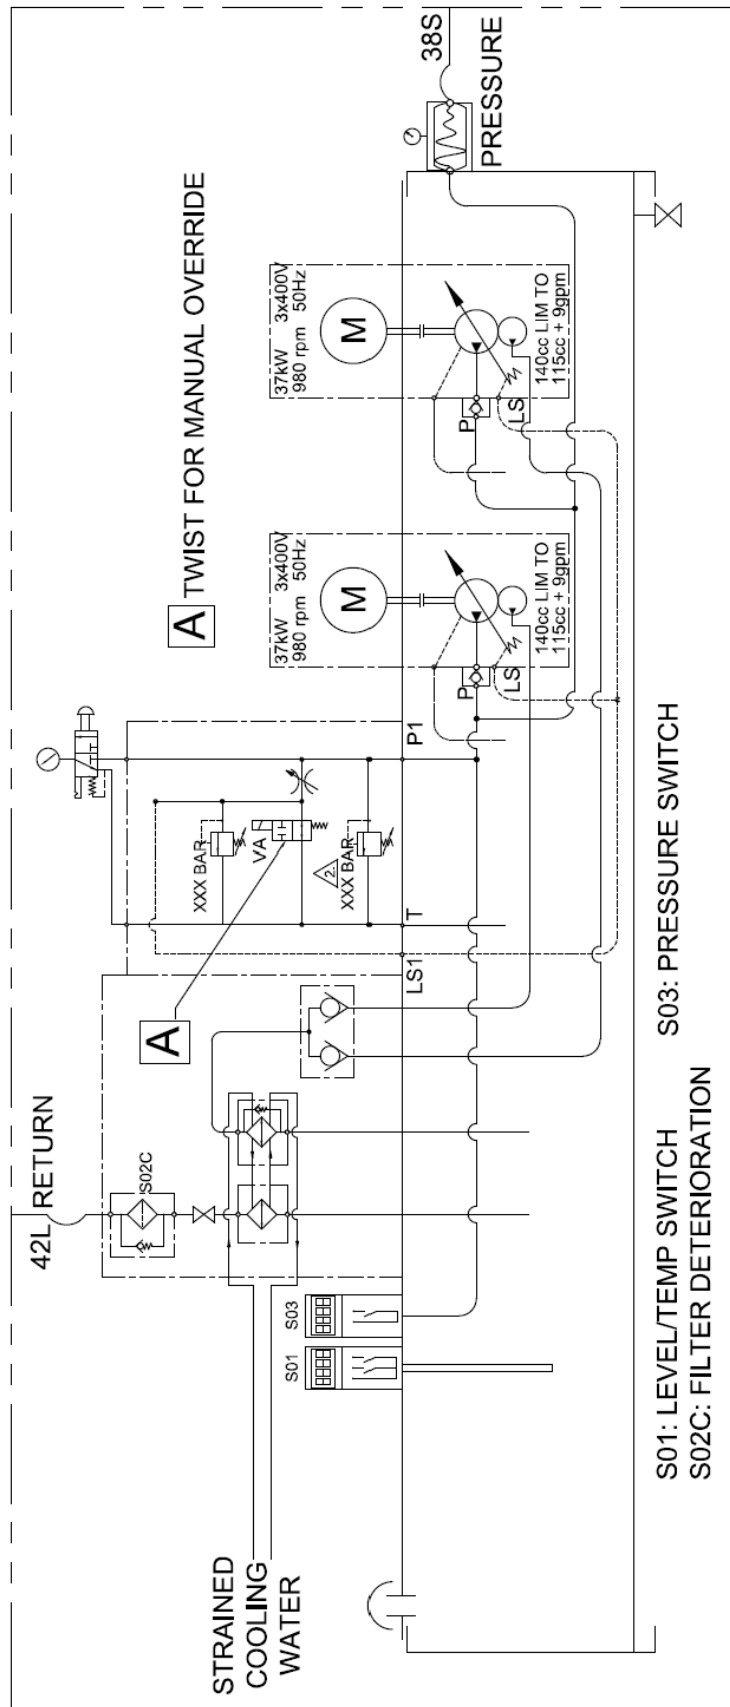 42L RETURN
S02C
STRAINED
COOLING
WATER
S01
S03
A
A TWIST FOR MANUAL OVERRIDE
XXX BAR
VA
2.
XXX BAR
LS1
T
P1
37kW 3x400V
980 rpm 50Hz
M
P
LS
140cc LIM TO
115cc + 9gpm
37kW 3x400V
980 rpm 50Hz
M
P
LS
140cc LIM TO
115cc + 9gpm
38S
PRESSURE
S01: LEVEL/TEMP SWITCH
S02C: FILTER DETERIORATION
S03: PRESSURE SWITCH